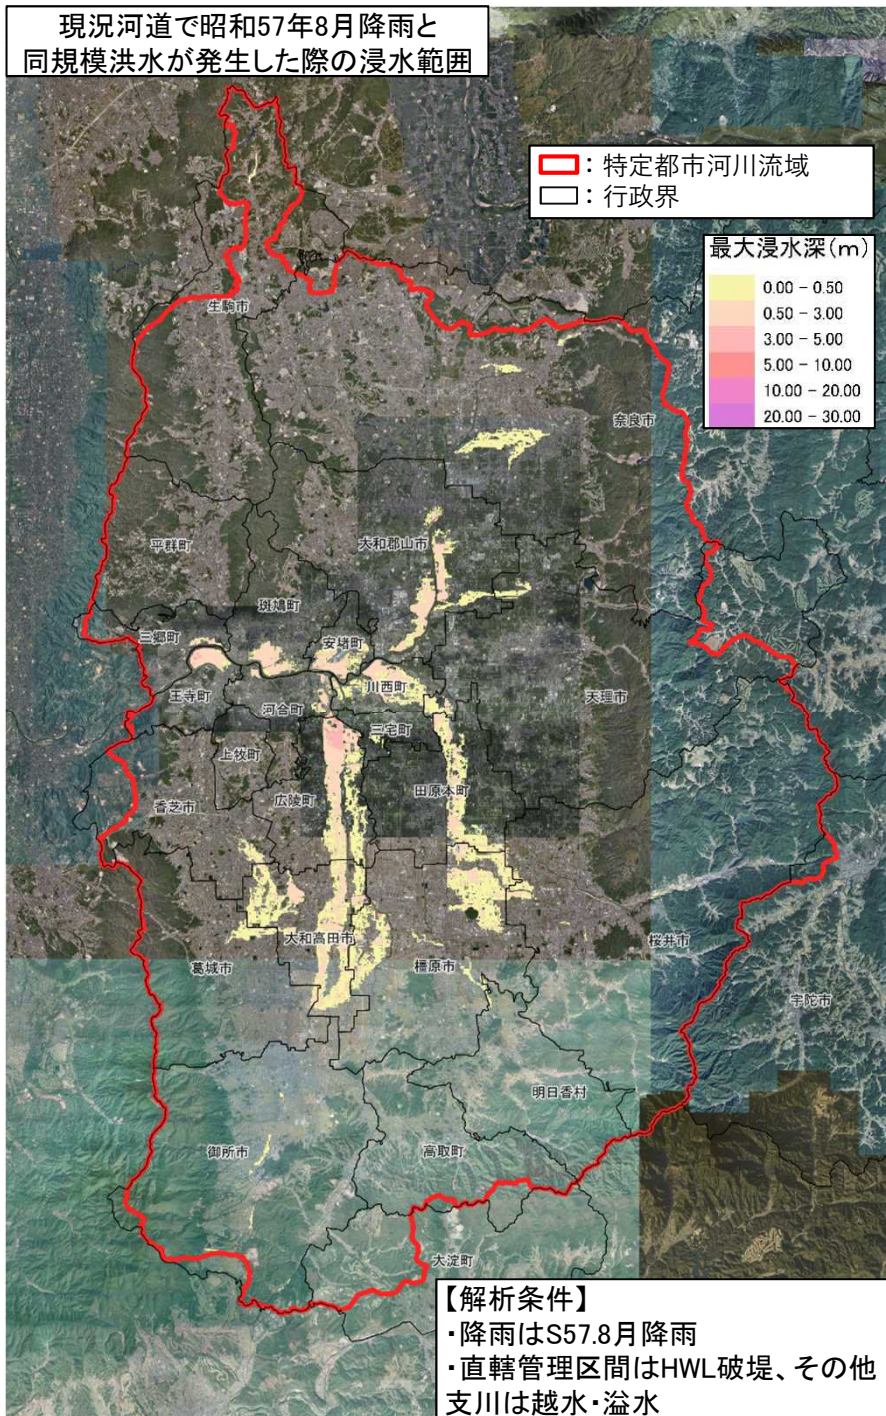 現況河道で昭和57年8月降雨と
同規模洪水が発生した際の浸水範囲
：特定都市河川流域
：行政界
最大浸水深(m)
0.00 - 0.50
0.50 - 3.00
3.00 - 5.00
5.00 - 10.00
10.00 - 20.00
20.00 - 30.00
生駒市
奈良市
平群町
大和郡山市
斑鳩町
三郷町
安堵町
王寺町
川西町
天理市
河合町
三宅町
上牧町
香芝市
広陵町
田原本町
大和高田市
葛城市
橿原市
桜井市
宇陀市
明日香村
御所市
高取町
大淀町
【解析条件】
・降雨はS57.8月降雨
・直轄管理区間はHWL破堤、その他
支川は越水・溢水